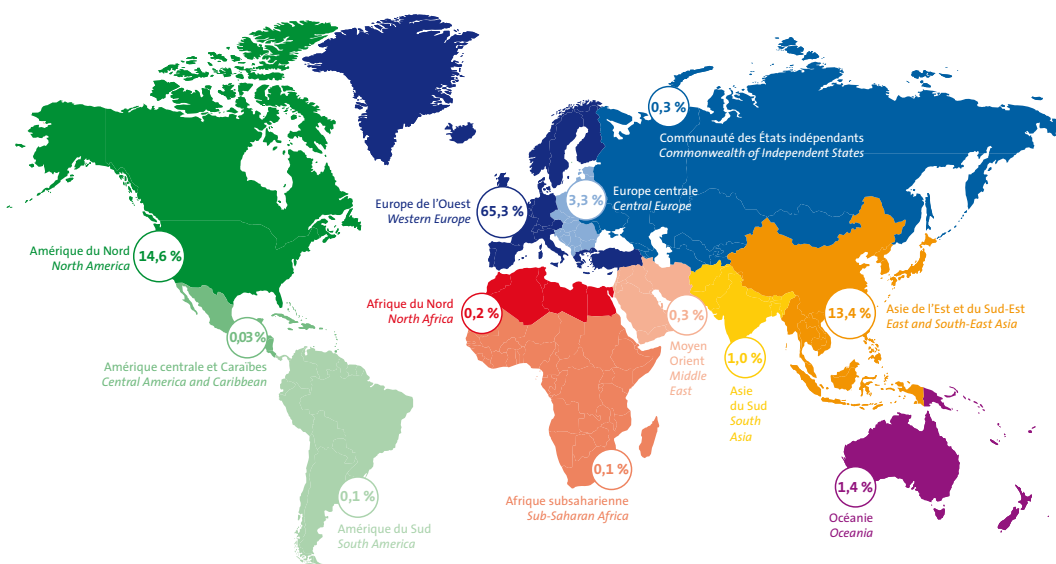 0,3 %
Communauté des États indépendants
Commonwealth of Independent States
Europe de l’Ouest
Western Europe
65,3 %
3,3 %
Europe centrale
Central Europe
Amérique du Nord
North America
14,6 %
Afrique du Nord
North Africa
0,2 %
0,3 %
Moyen
Orient
Middle
East
13,4 %
Asie de l’Est et du Sud-Est
East and South-East Asia
0,03 %
Amérique centrale et Caraïbes
Central America and Caribbean
1,0 %
Asie
du Sud
South
Asia
0,1 %
Afrique subsaharienne
Sub-Saharan Africa
0,1 %
Amérique du Sud
South America
1,4 %
Océanie
Oceania